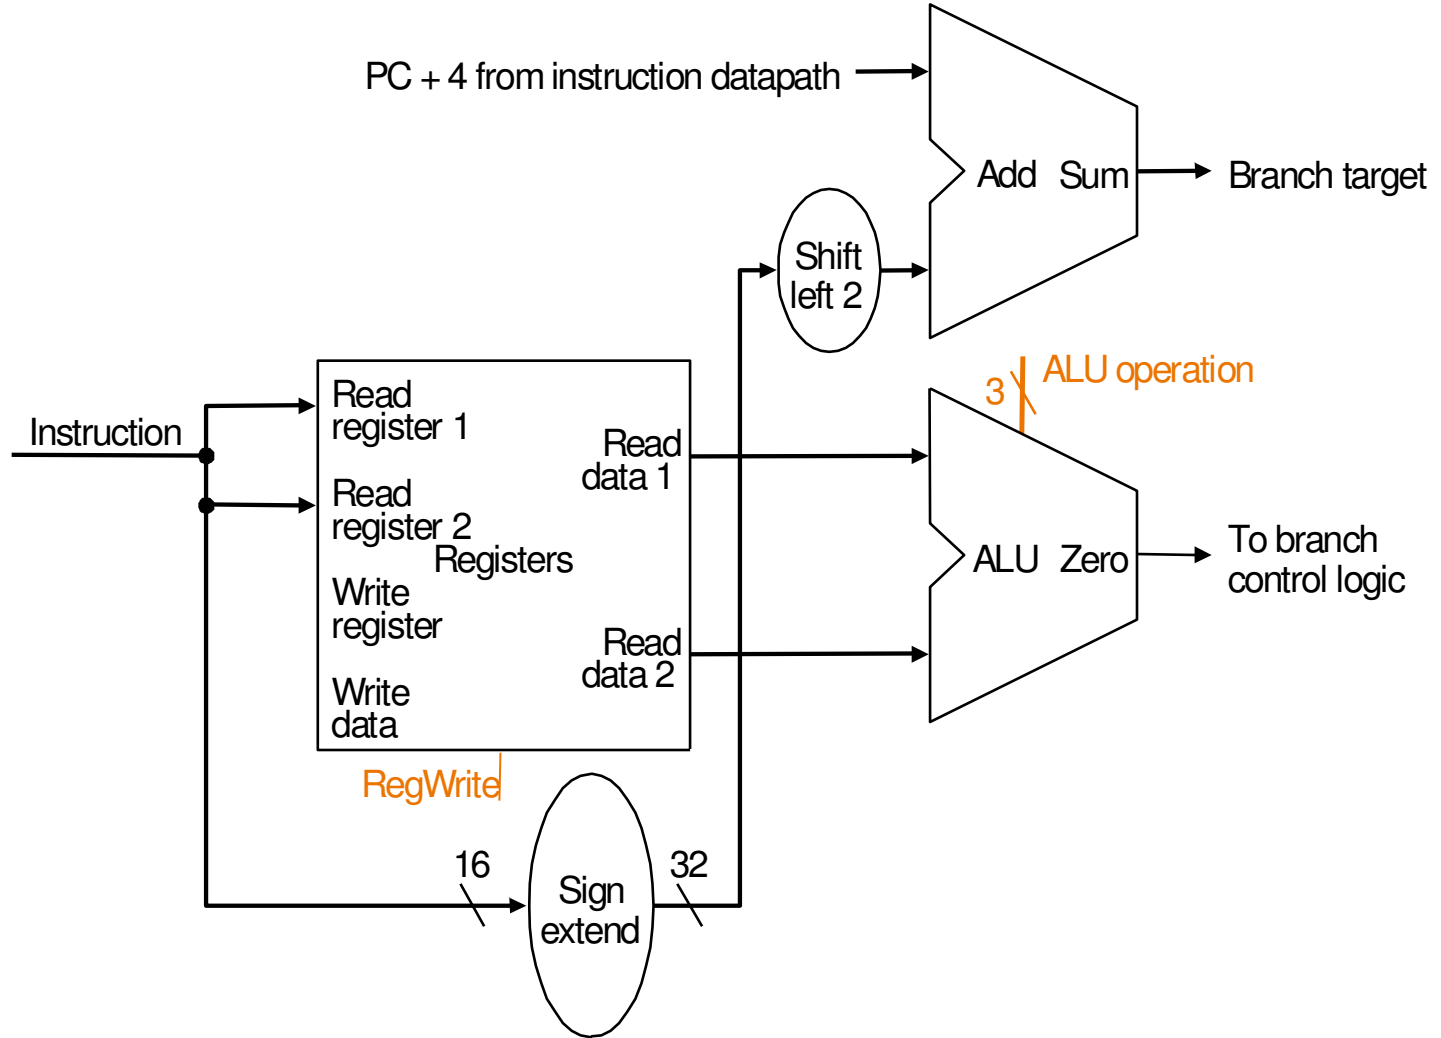 PC + 4 from instruction datapath
Add Sum
Branch target
Shift
left 2
ALU operation
3
Instruction
Read
register 1
Read
data 1
Read
register 2
Registers
ALU Zero
To branch
control logic
Write
register
Read
data 2
Write
data
RegWrite
16
32
Sign
extend